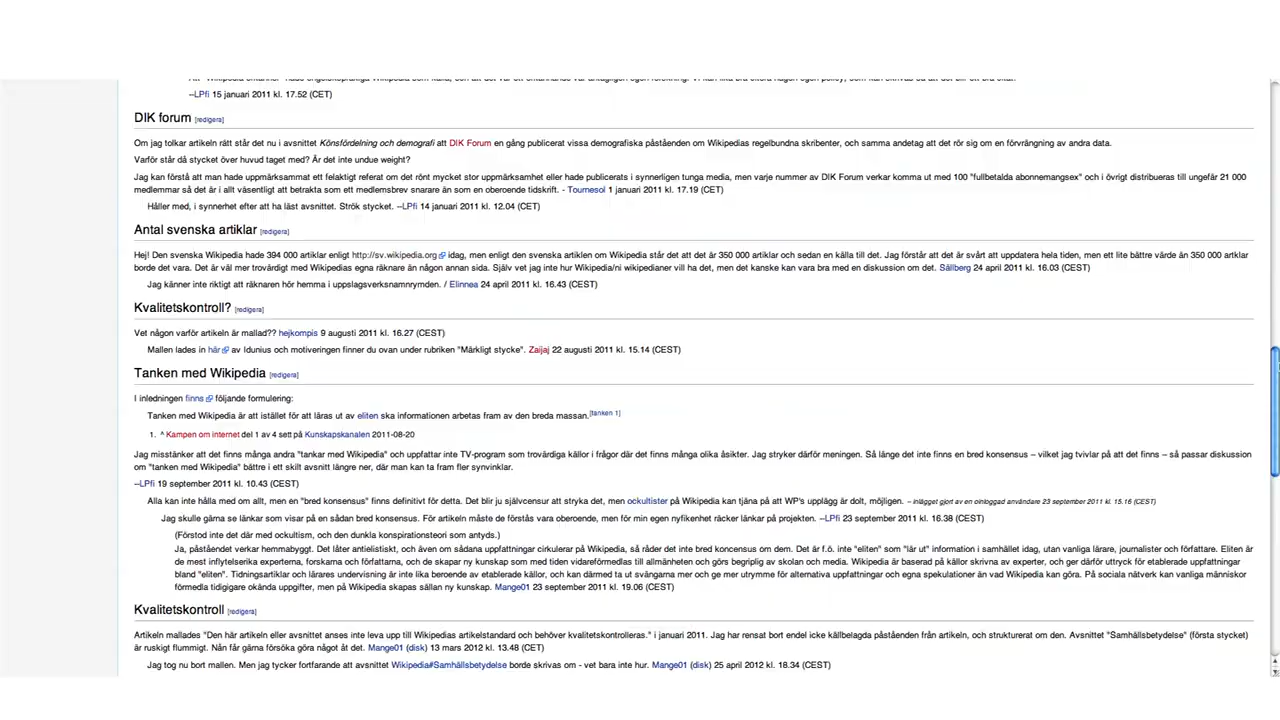 --LPfi 15 januari 2011 kl. 17.52 (CET)
DIK forum [redigera]
Om jag tolkar artikeln rätt står det nu i avsnittet Könsfördelning och demografi att DIK Forum en gång publicerat vissa demografiska påståenden om Wikipedias regelbundna skribenter, och samma andetag att det rör sig om en förvrängning av andra data.
Varför står då stycket över huvud taget med? Är det inte undue weight?
Jag kan förstå att man hade uppmärksammat ett felaktigt referat om det rönt mycket stor uppmärksamhet eller hade publicerats i synnerligen tunga media, men varje nummer av DIK Forum verkar komma ut med 100 "fullbetalda abonnemangsex" och i övrigt distribueras till ungefär 21 000
medlemmar så det är i allt väsentligt att betrakta som ett medlemsbrev snarare än som en oberoende tidskrift. - Tournesol 1 januari 2011 kl. 17.19 (CET)
Håller med, i synnerhet efter att ha läst avsnittet. Strök stycket. --LPfi 14 januari 2011 kl. 12.04 (CET)
Antal svenska artiklar [redigera]
Hej! Den svenska Wikipedia hade 394 000 artiklar enligt http://sv.wikipedia.org idag, men enligt den svenska artiklen om Wikipedia står det att det är 350 000 artiklar och sedan en källa till det. Jag förstår att det är svårt att uppdatera hela tiden, men ett lite bättre värde än 350 000 artiklar
borde det vara. Det är väl mer trovärdigt med Wikipedias egna räknare än någon annan sida. Själv vet jag inte hur Wikipedia/ni wikipedianer vill ha det, men det kanske kan vara bra med en diskussion om det. Sällberg 24 april 2011 kl. 16.03 (CEST)
Jag känner inte riktigt att räknaren hör hemma i uppslagsverksnamnrymden. / Elinnea 24 april 2011 kl. 16.43 (CEST)
Kvalitetskontroll? [redigera]
Vet någon varför artikeln är mallad?? hejkompis 9 augusti 2011 kl. 16.27 (CEST)
Mallen lades in här av Idunius och motiveringen finner du ovan under rubriken "Märkligt stycke". Zaijaj 22 augusti 2011 kl. 15.14 (CEST)
Tanken med Wikipedia [redigera]
I inledningen finns följande formulering:
Tanken med Wikipedia är att istället för att läras ut av eliten ska informationen arbetas fram av den breda massan.[tanken 1]
1. ^ Kampen om internet del 1 av 4 sett på Kunskapskanalen 2011-08-20
Jag misstänker att det finns många andra "tankar med Wikipedia" och uppfattar inte TV-program som trovärdiga källor i frågor där det finns många olika åsikter. Jag stryker därför meningen. Så länge det inte finns en bred konsensus – vilket jag tvivlar på att det finns – så passar diskussion
om "tanken med Wikipedia" bättre i ett skilt avsnitt längre ner, där man kan ta fram fler synvinklar.
--LPfi 19 september 2011 kl. 10.43 (CEST)
Alla kan inte hålla med om allt, men en "bred konsensus" finns definitivt för detta. Det blir ju självcensur att stryka det, men ockultister på Wikipedia kan tjäna på att WP's upplägg är dolt, möjligen. – inlägget gjort av en oinloggad användare 23 september 2011 kl. 15.16 (CEST)
Jag skulle gärna se länkar som visar på en sådan bred konsensus. För artikeln måste de förstås vara oberoende, men för min egen nyfikenhet räcker länkar på projekten. --LPfi 23 september 2011 kl. 16.38 (CEST)
(Förstod inte det där med ockultism, och den dunkla konspirationsteori som antyds.)
Ja, påståendet verkar hemmabyggt. Det låter antielistiskt, och även om sådana uppfattningar cirkulerar på Wikipedia, så råder det inte bred koncensus om dem. Det är f.ö. inte "eliten" som "lär ut" information i samhället idag, utan vanliga lärare, journalister och författare. Eliten är
de mest inflytelserika experterna, forskarna och författarna, och de skapar ny kunskap som med tiden vidareförmedlas till allmänheten och görs begriplig av skolan och media. Wikipedia är baserad på källor skrivna av experter, och ger därför uttryck för etablerade uppfattningar
bland "eliten". Tidningsartiklar och lärares undervisning är inte lika beroende av etablerade källor, och kan därmed ta ut svängarna mer och ge mer utrymme för alternativa uppfattningar och egna spekulationer än vad Wikipedia kan göra. På sociala nätverk kan vanliga människor
förmedla tidigigare okända uppgifter, men på Wikipedia skapas sällan ny kunskap. Mange01 23 september 2011 kl. 19.06 (CEST)
Kvalitetskontroll [redigera]
Artikeln mallades "Den här artikeln eller avsnittet anses inte leva upp till Wikipedias artikelstandard och behöver kvalitetskontrolleras." i januari 2011. Jag har rensat bort endel icke källbelagda påståenden från artikeln, och strukturerat om den. Avsnittet "Samhällsbetydelse" (första stycket)
är ruskigt flummigt. Nån får gärna försöka göra något åt det. Mange01 (disk) 13 mars 2012 kl. 13.48 (CET)
Jag tog nu bort mallen. Men jag tycker fortfarande att avsnittet Wikipedia#Samhällsbetydelse borde skrivas om - vet bara inte hur. Mange01 (disk) 25 april 2012 kl. 18.34 (CEST)